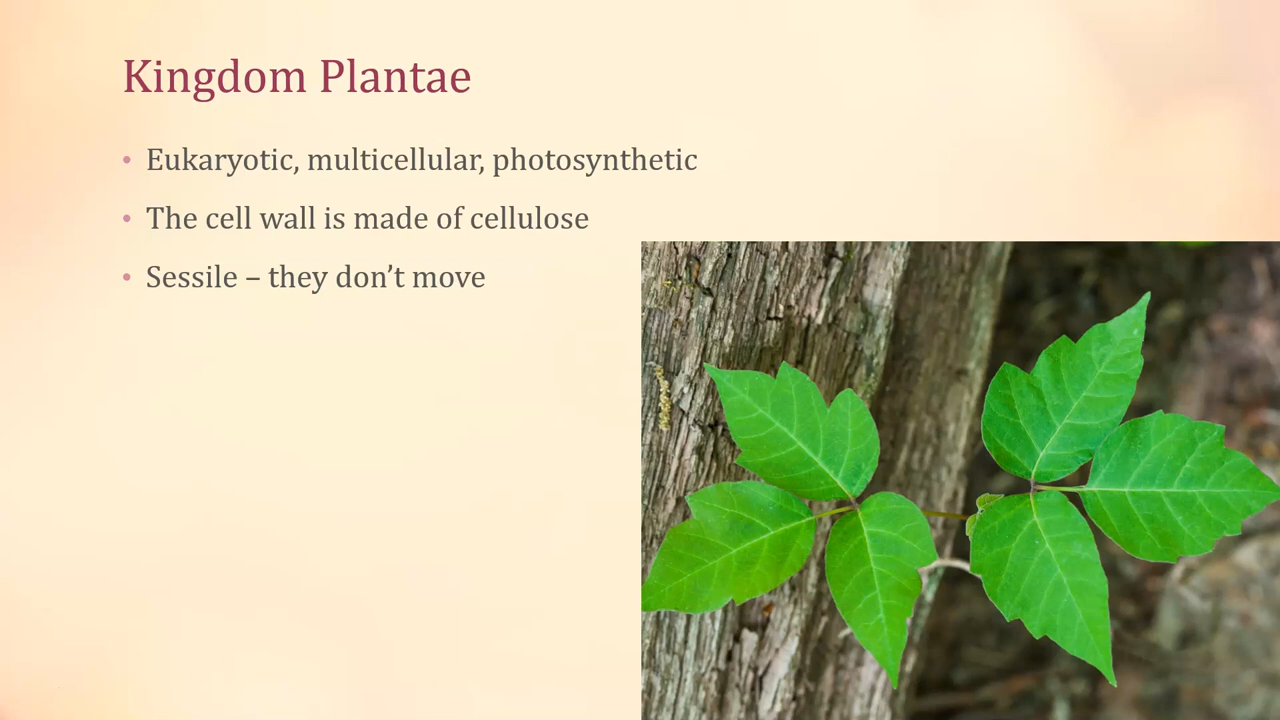 Kingdom Plantae
• Eukaryotic, multicellular, photosynthetic
• The cell wall is made of cellulose
• Sessile – they don’t move